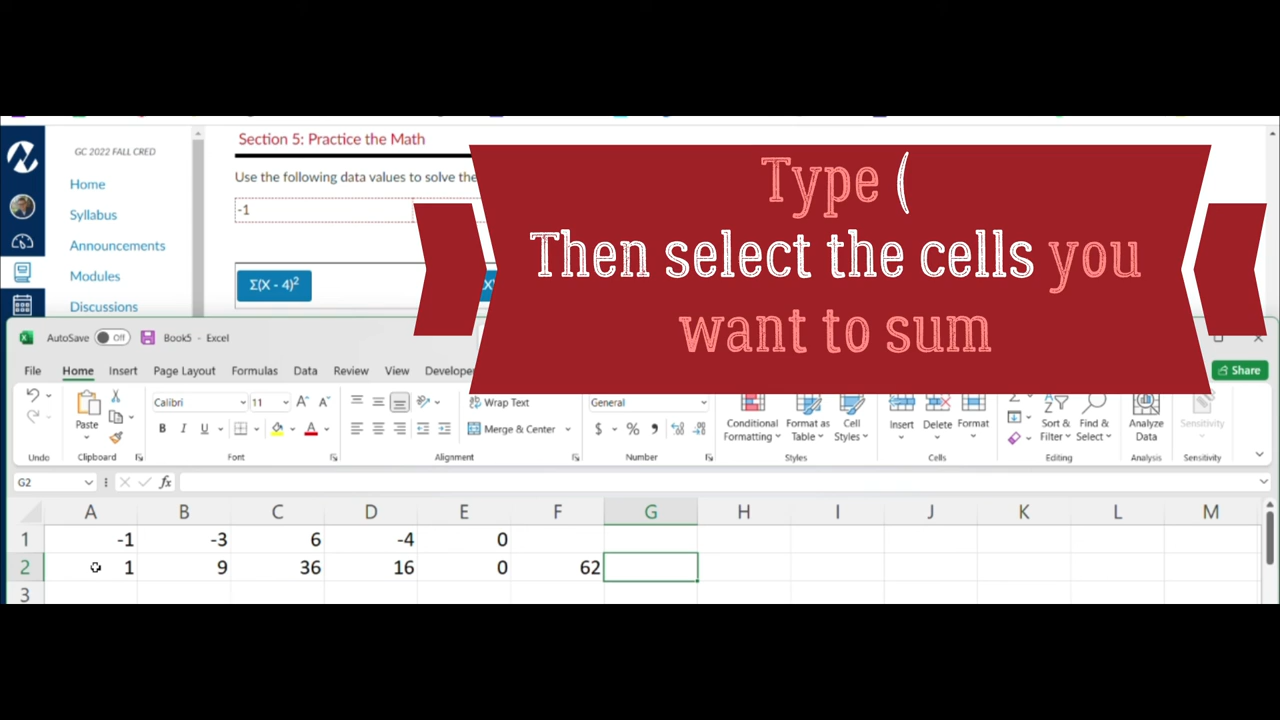 Section 5: Practice the Math
GC 2022 FALL CRED
Use the following data values to solve the
Home
-1
Syllabus
Announcements
Modules
Discussions
Σ(X - 4)²
Type (
Then select the cells you
want to sum
AutoSave Off Book5 - Excel
File Home Insert Page Layout Formulas Data Review View Develope
Share
Paste
Calibri 11
Wrap Text
General
Conditional Formatting
Format as Table
Cell Styles
Insert Delete Format
Sort & Filter
Find & Select
Analyze Data
Sensitivity
B I U
Merge & Center
$ % ,
Undo Clipboard Font Alignment Number Styles Cells Editing Analysis Sensitivity
G2 fx
A B C D E F G H I J K L M
1 -1 -3 6 -4 0
2 1 9 36 16 0 62
3